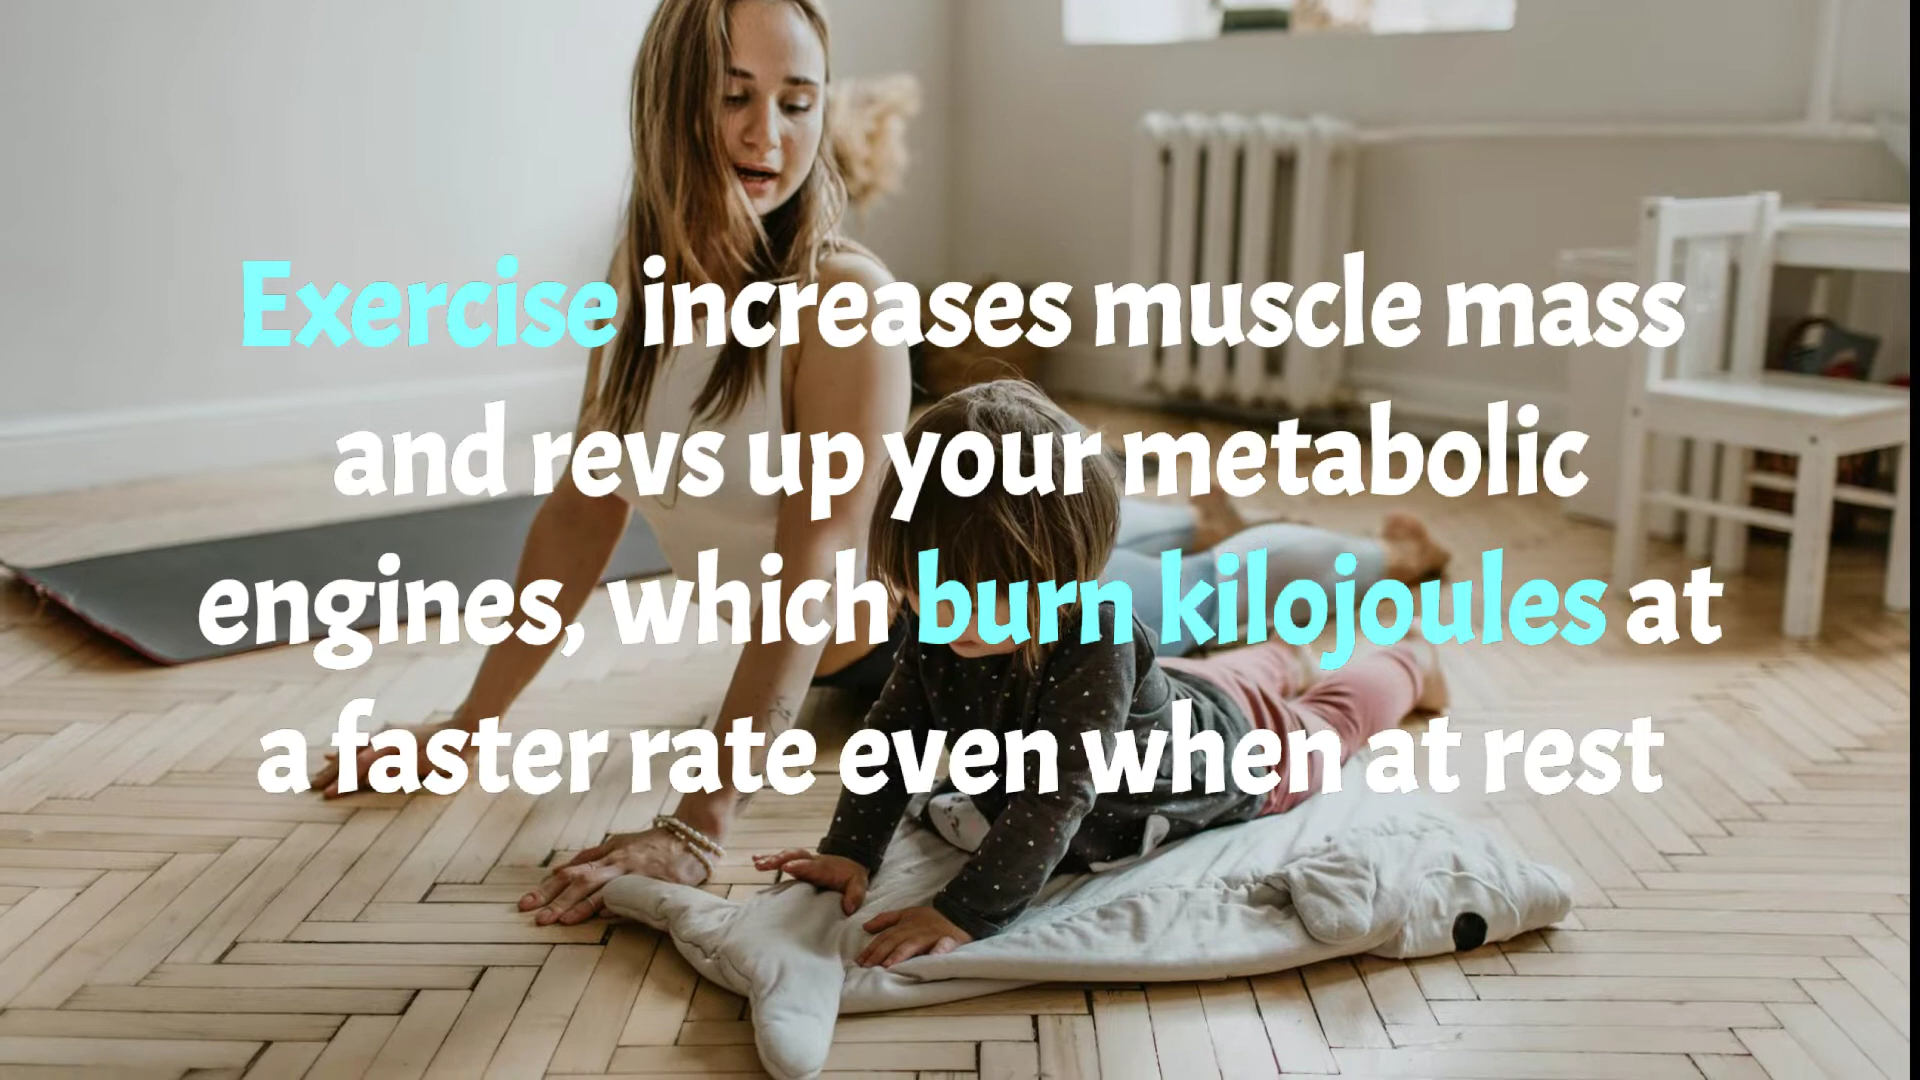 Exercise increases muscle mass
and revs up your metabolic
engines, which burn kilojoules at
a faster rate even when at rest